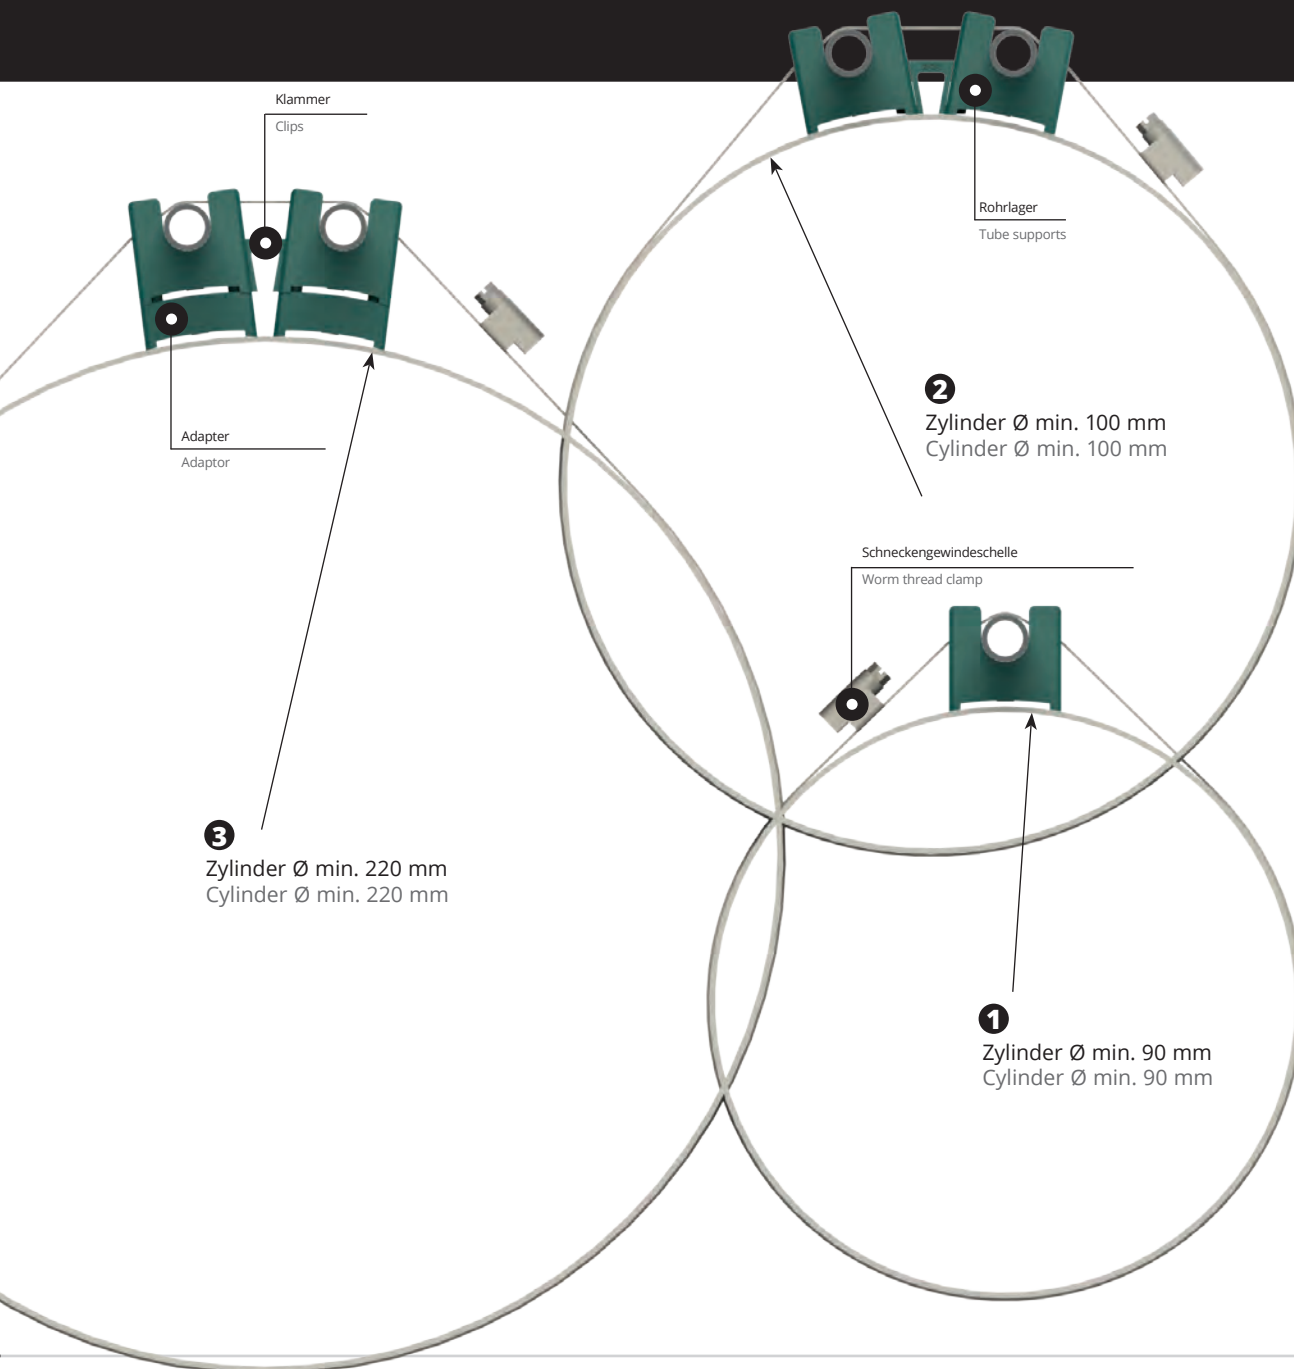 Klammer
Clips
Rohrlager
Tube supports
2
Zylinder Ø min. 100 mm
Cylinder Ø min. 100 mm
Adapter
Adaptor
Schneckengewindeschelle
Worm thread clamp
3
Zylinder Ø min. 220 mm
Cylinder Ø min. 220 mm
1
Zylinder Ø min. 90 mm
Cylinder Ø min. 90 mm